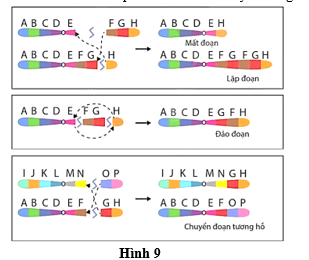 A B C D E F G H A B C D E H
Mất đoạn
A B C D E F G H A B C D E F G F G H
Lặp đoạn
A B C D E F G H A B C D E G F H
Đảo đoạn
I J K L M N O P I J K L M N G H
A B C D E F G H A B C D E F O P
Chuyển đoạn tương hỗ
Hình 9